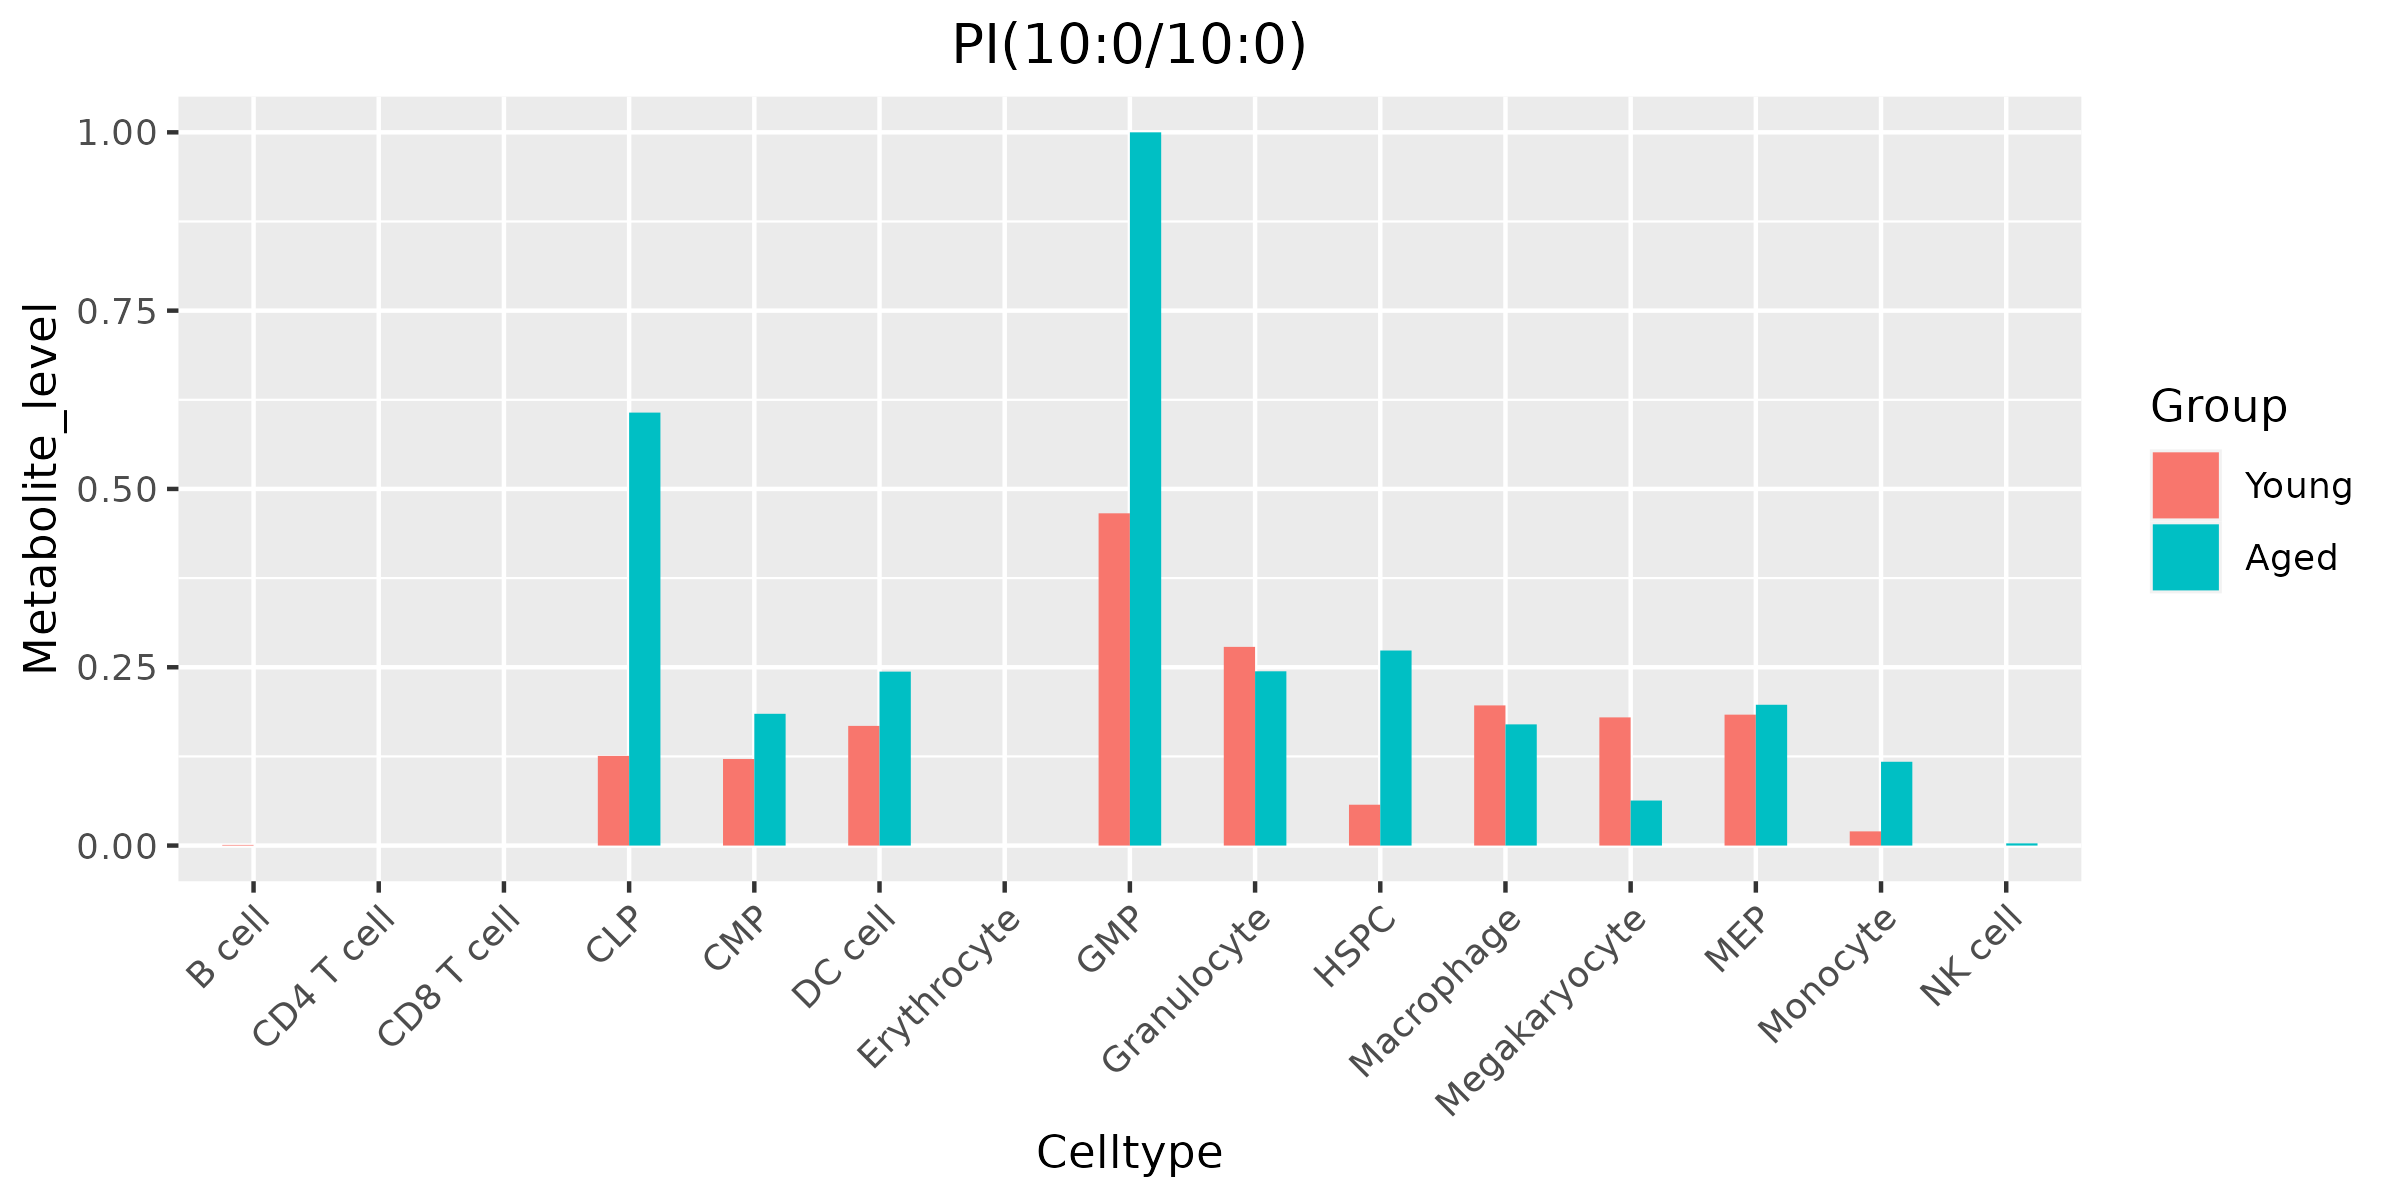 PI(10:0/10:0)
Metabolite_level
1.00
0.75
0.50
0.25
0.00
B cell
CD4 T cell
CD8 T cell
CLP
CMP
DC cell
Erythrocyte
GMP
Granulocyte
HSPC
Macrophage
Megakaryocyte
MEP
Monocyte
NK cell
Celltype
Group
Young
Aged